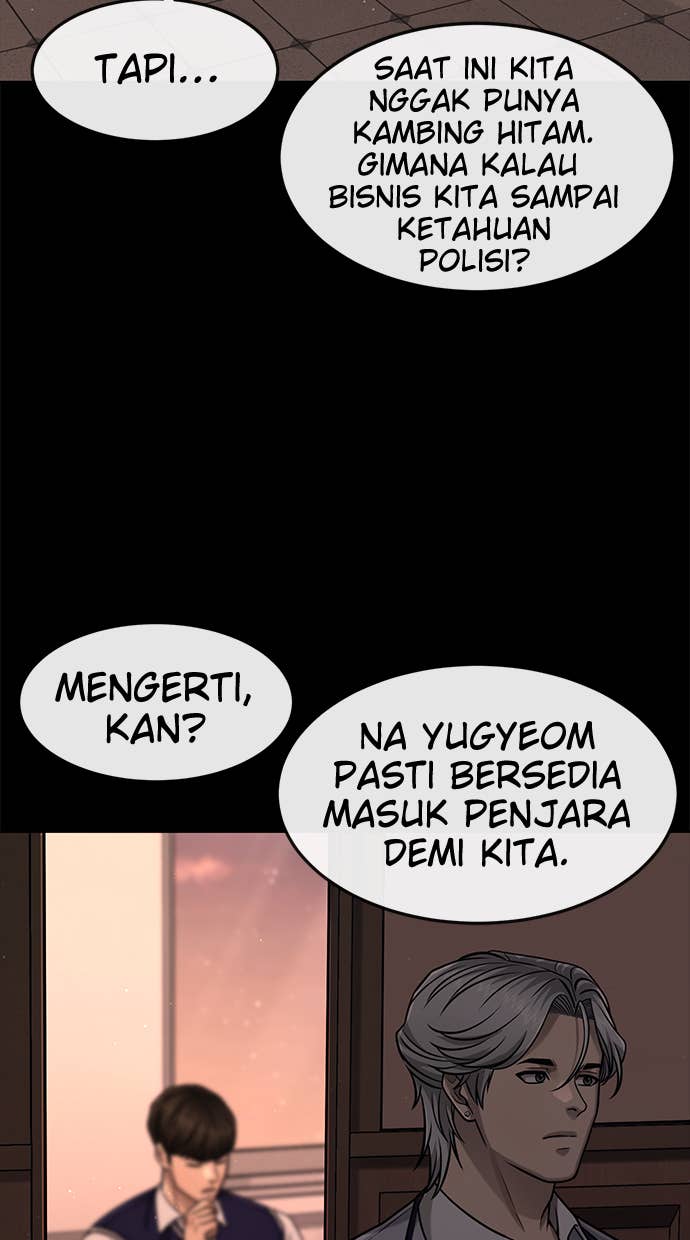 TAPI...
SAAT INI KITA
NGGAK PUNYA
KAMBING HITAM.
GIMANA KALAU
BISNIS KITA SAMPAI
KETAHUAN
POLISI?
MENGERTI,
KAN?
NA YUGYEOM
PASTI BERSEDIA
MASUK PENJARA
DEMI KITA.